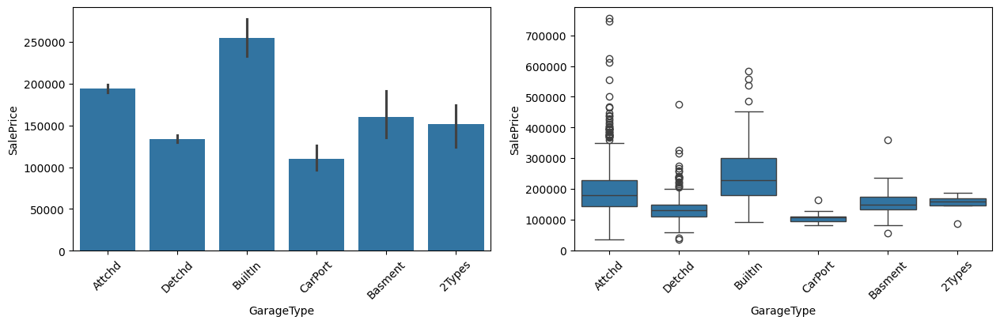 SalePrice
250000
200000
150000
100000
50000
0
Attchd
Detchd
BuiltIn
CarPort
Basment
2Types
GarageType
SalePrice
700000
600000
500000
400000
300000
200000
100000
0
Attchd
Detchd
BuiltIn
CarPort
Basment
2Types
GarageType